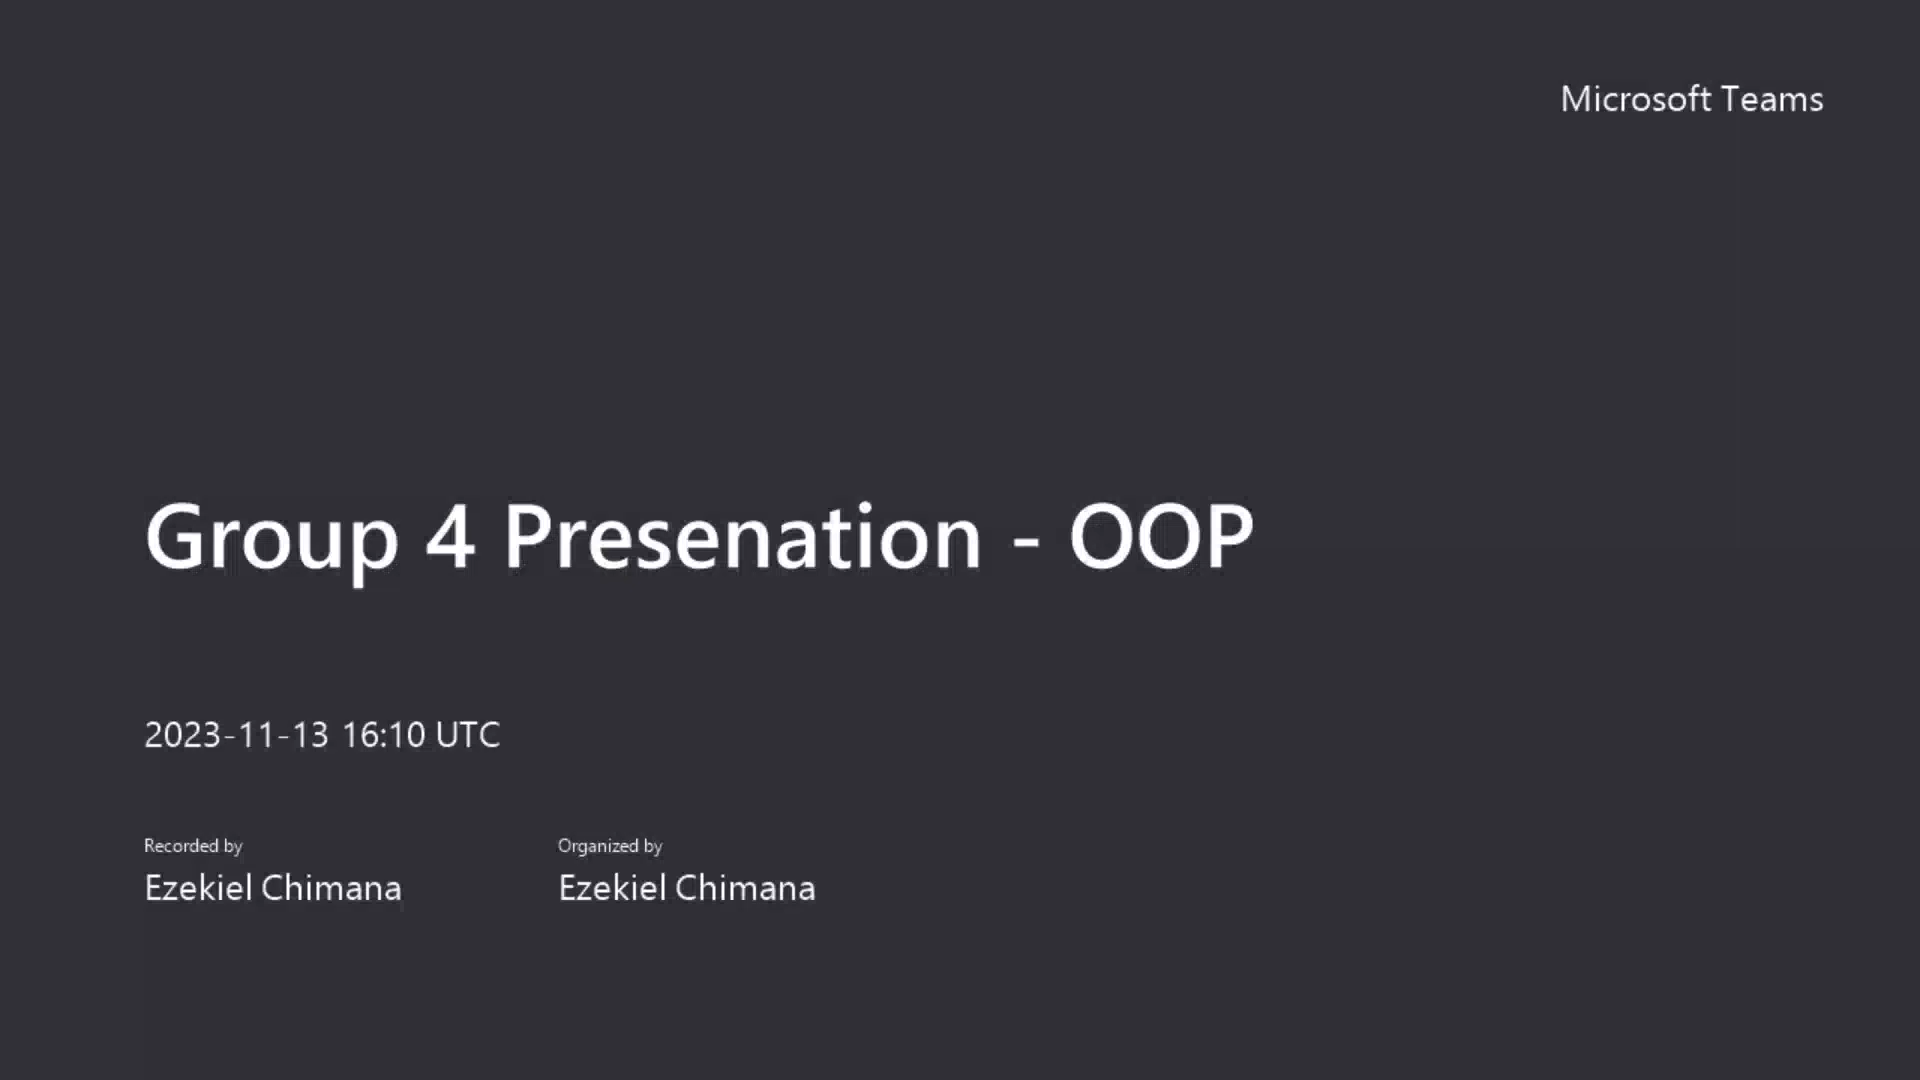 Microsoft Teams
Group 4 Presenation - OOP
2023-11-13 16:10 UTC
Recorded by
Ezekiel Chimana
Organized by
Ezekiel Chimana